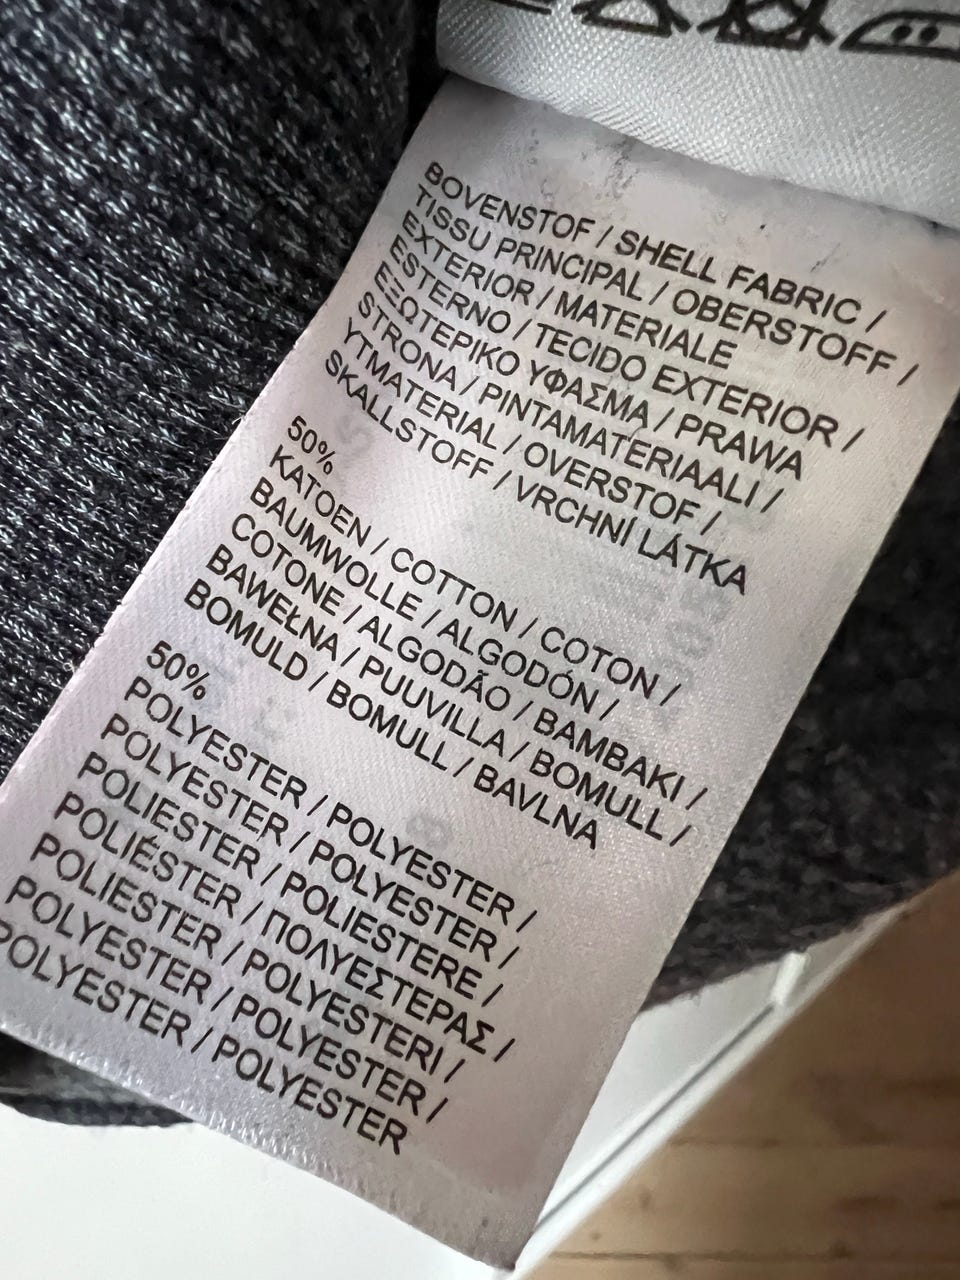 BOVENSTOF / SHELL FABRIC /
TISSU PRINCIPAL / OBERSTOFF /
EXTERIOR / MATERIALE
ESTERNO / TECIDO EXTERIOR /
ΕΞΩΤΕΡΙΚΟ ΥΦΑΣΜΑ / PRAWA
STRONA / PINTAMATERIAALI /
YTMATERIAL / OVERSTOF /
SKALLSTOFF / VRCHNÍ LÁTKA
50%
KATOEN / COTTON / COTON /
BAUMWOLLE / ALGODÓN /
COTONE / ALGODÃO / BAMBAKI /
BAWEŁNA / PUUVILLA / BOMULL /
BOMULD / BOMULL / BAVLNA
50%
POLYESTER / POLYESTER /
POLYESTER / POLYESTER /
POLIESTER / POLIESTERE /
POLIÉSTER / ΠΟΛΥΕΣΤΕΡΑΣ /
POLIESTER / POLYESTERI /
POLYESTER / POLYESTER /
POLYESTER / POLYESTER